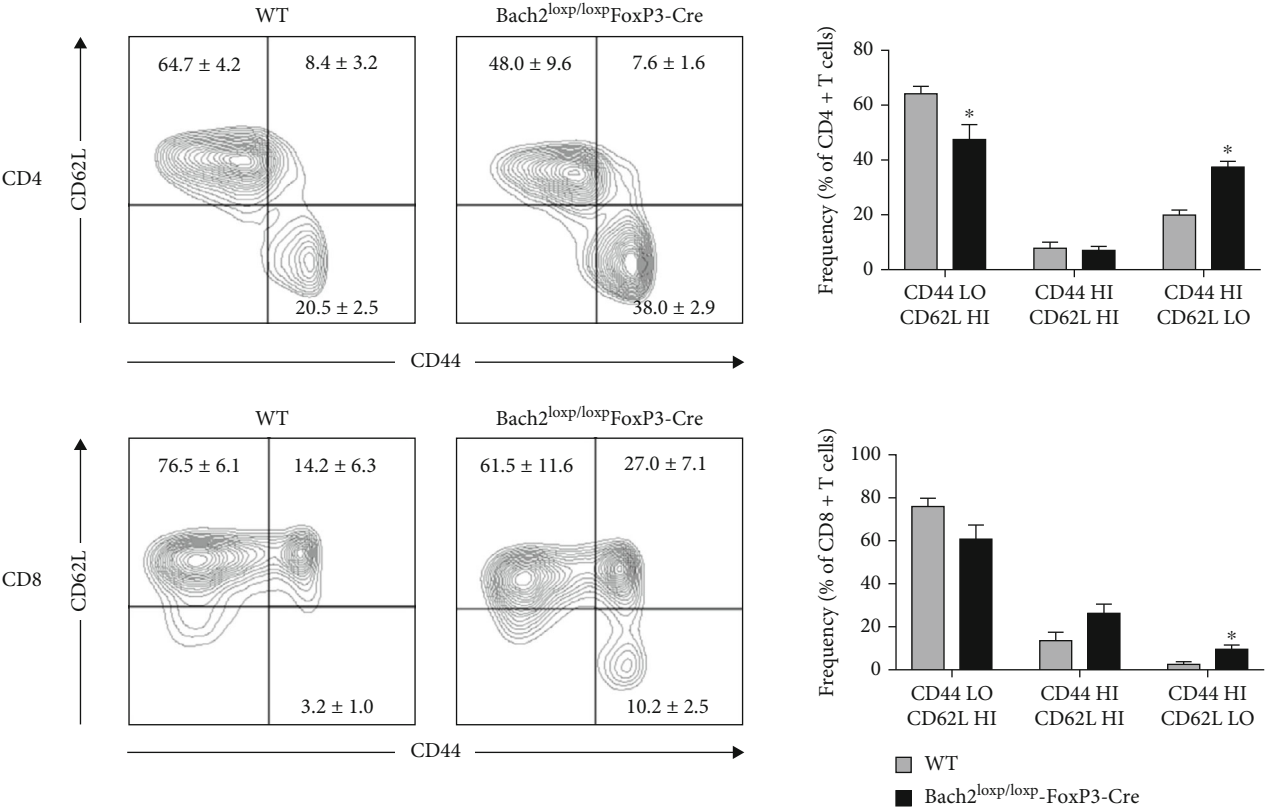 WT
Bach2loxp/loxpFoxP3-Cre
CD4
CD62L
64.7 ± 4.2
8.4 ± 3.2
20.5 ± 2.5
48.0 ± 9.6
7.6 ± 1.6
38.0 ± 2.9
CD44
Frequency (% of CD4 + T cells)
80
60
40
20
0
*
*
CD44 LO
CD62L HI
CD44 HI
CD62L HI
CD44 HI
CD62L LO
WT
Bach2loxp/loxpFoxP3-Cre
CD8
CD62L
76.5 ± 6.1
14.2 ± 6.3
3.2 ± 1.0
61.5 ± 11.6
27.0 ± 7.1
10.2 ± 2.5
CD44
Frequency (% of CD8 + T cells)
100
80
60
40
20
0
*
CD44 LO
CD62L HI
CD44 HI
CD62L HI
CD44 HI
CD62L LO
WT
Bach2loxp/loxp-FoxP3-Cre